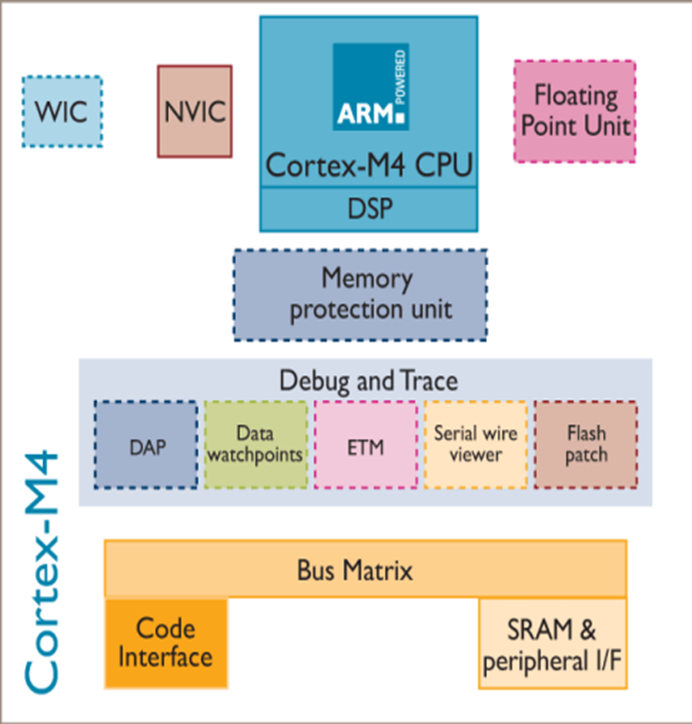 WIC
NVIC
ARM
POWERED
Cortex-M4 CPU
DSP
Floating
Point Unit
Memory
protection unit
Debug and Trace
DAP
Data
watchpoints
ETM
Serial wire
viewer
Flash
patch
Cortex-M4
Bus Matrix
Code
Interface
SRAM &
peripheral I/F